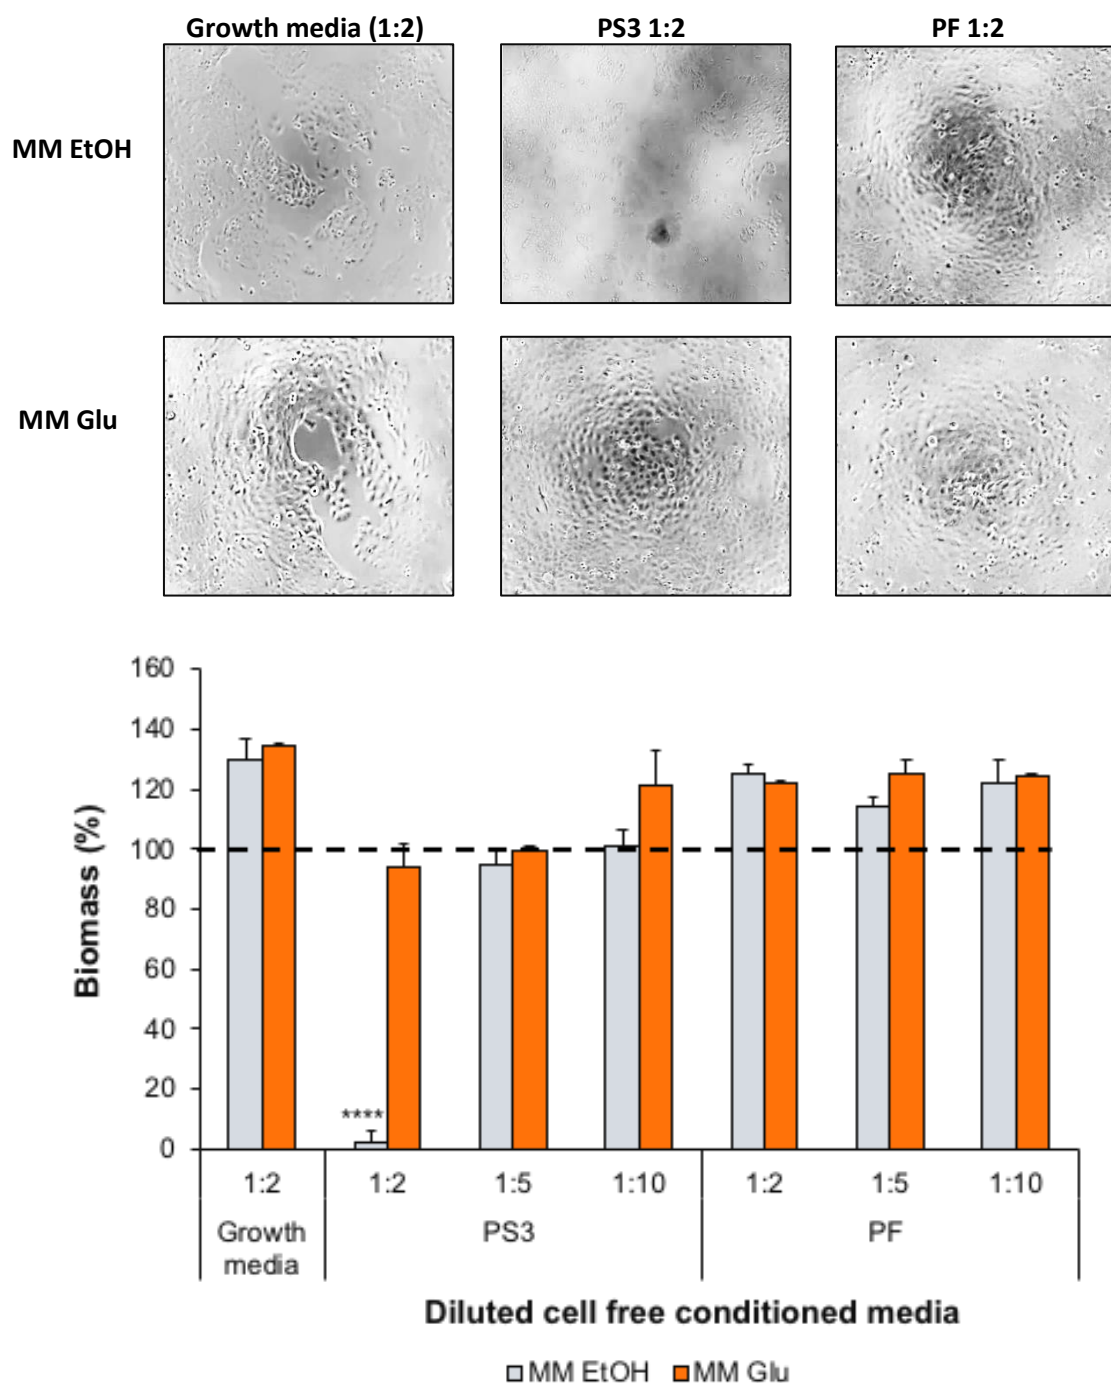 Growth media (1:2) PS3 1:2 PF 1:2
MM EtOH
MM Glu
160
140
120
100
80
60
40
20
0
Biomass (%)
****
1:2 1:2 1:5 1:10 1:2 1:5 1:10
Growth media PS3 PF
Diluted cell free conditioned media
MM EtOH MM Glu